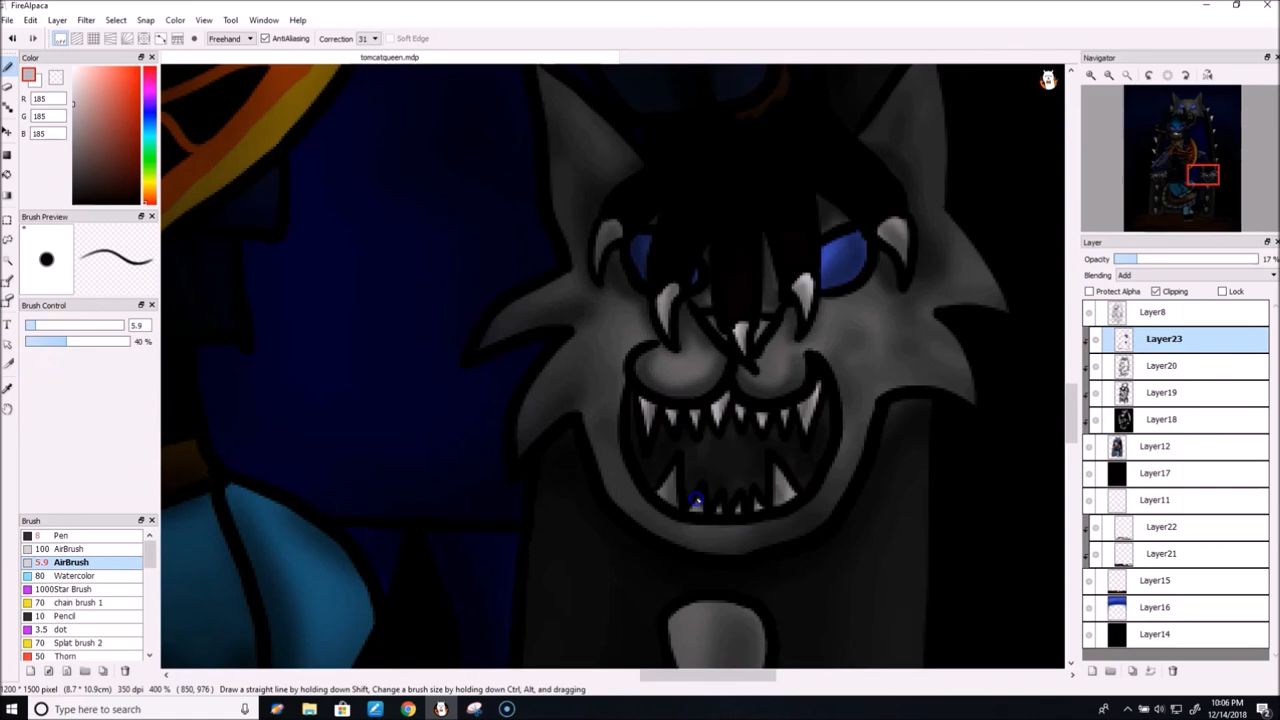 FireAlpaca
File Edit Layer Filter Select Snap Color View Tool Window Help
OFF Freehand AntiAliasing Correction 31 Soft Edge
Color
tomcatqueen.mdp
Navigator
R 185
G 185
B 185
Brush Preview
Brush Control
5.9
40 %
Layer
Opacity 17 %
Blending Add
Protect Alpha Clipping Lock
Layer8
Layer23
Layer20
Layer19
Layer18
Layer12
Layer17
Layer11
Layer22
Layer21
Layer15
Layer16
Layer14
Brush
8 Pen
100 AirBrush
5.9 AirBrush
80 Watercolor
1000 Star Brush
70 chain brush 1
10 Pencil
3.5 dot
70 Splat brush 2
50 Thorn
1200 * 1500 pixel (8.7 * 10.9cm) 350 dpi 400 % ( 850, 976 ) Draw a straight line by holding down Shift, Change a brush size by holding down Ctrl, Alt, and dragging
Type here to search
10:06 PM
12/14/2018
2